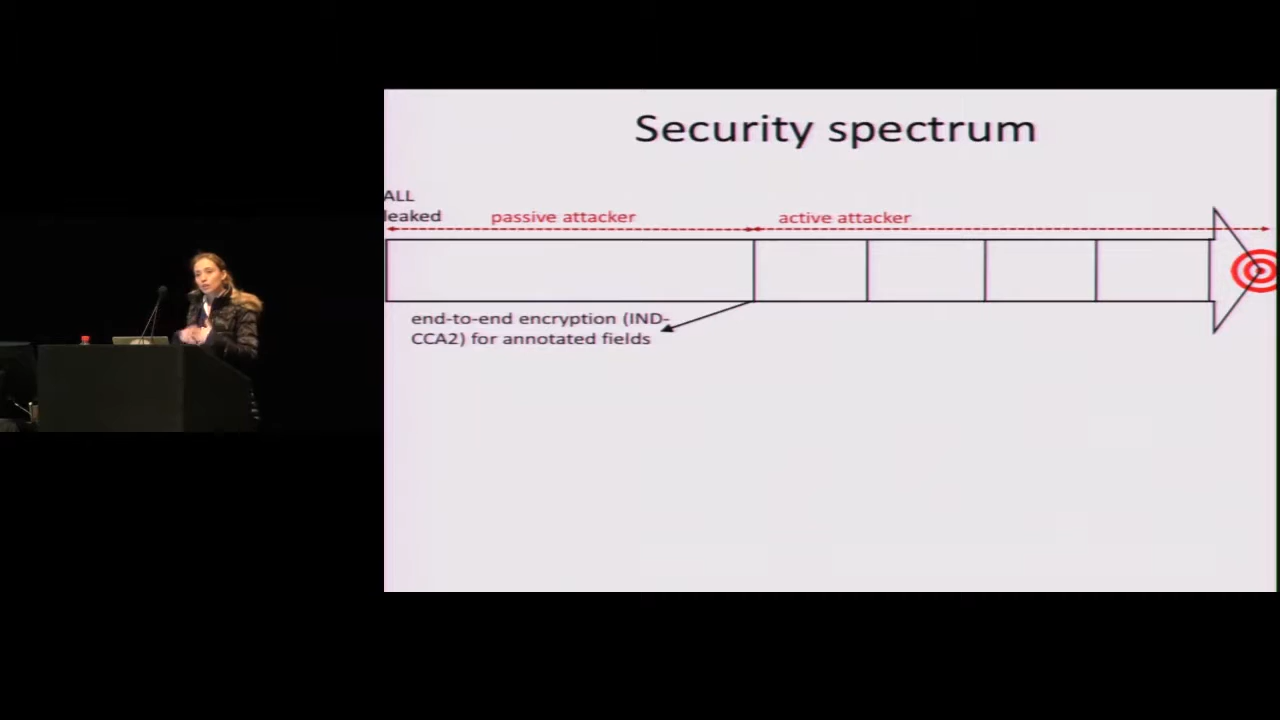 Security spectrum
ALL
leaked
passive attacker
active attacker
end-to-end encryption (IND-
CCA2) for annotated fields